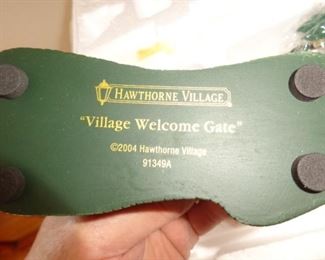 HAWTHORNE VILLAGE
"Village Welcome Gate"
©2004 Hawthorne Village
91349A